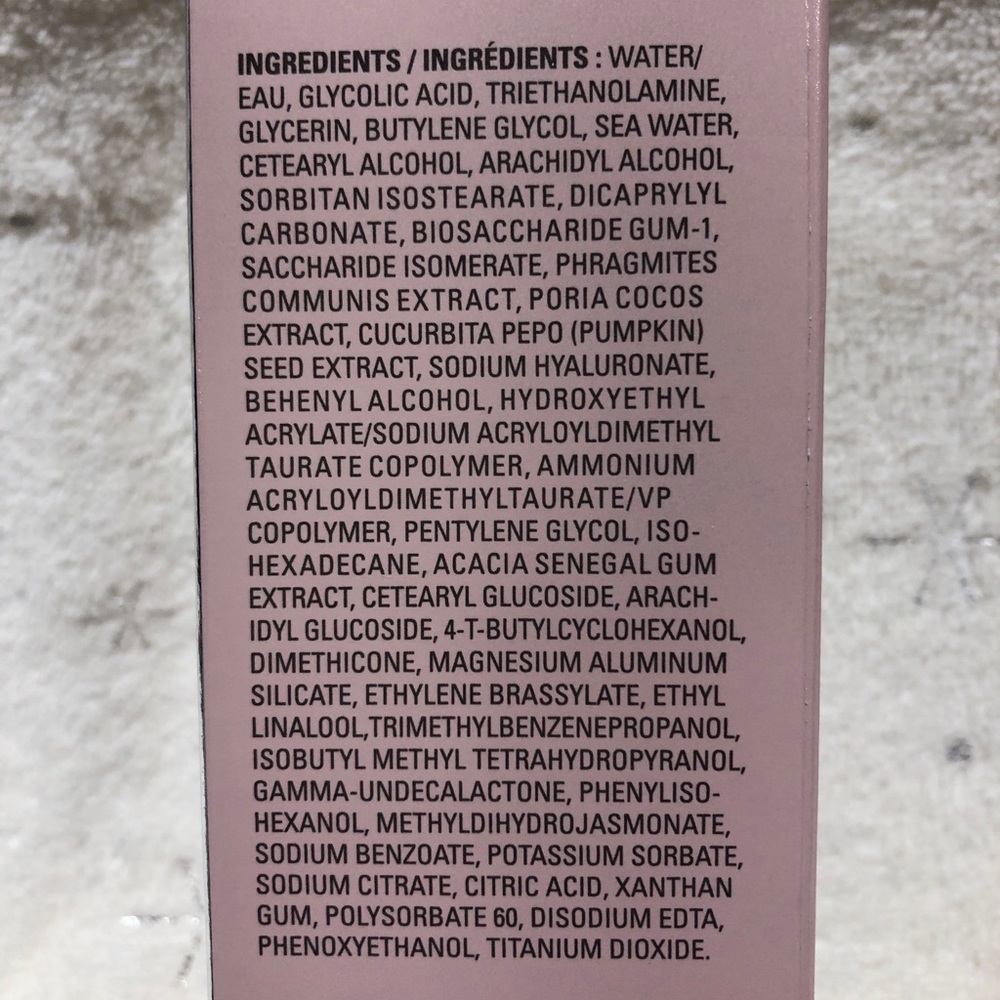 INGREDIENTS / INGRÉDIENTS : WATER/
EAU, GLYCOLIC ACID, TRIETHANOLAMINE,
GLYCERIN, BUTYLENE GLYCOL, SEA WATER,
CETEARYL ALCOHOL, ARACHIDYL ALCOHOL,
SORBITAN ISOSTEARATE, DICAPRYLYL
CARBONATE, BIOSACCHARIDE GUM-1,
SACCHARIDE ISOMERATE, PHRAGMITES
COMMUNIS EXTRACT, PORIA COCOS
EXTRACT, CUCURBITA PEPO (PUMPKIN)
SEED EXTRACT, SODIUM HYALURONATE,
BEHENYL ALCOHOL, HYDROXYETHYL
ACRYLATE/SODIUM ACRYLOYLDIMETHYL
TAURATE COPOLYMER, AMMONIUM
ACRYLOYLDIMETHYLTAURATE/VP
COPOLYMER, PENTYLENE GLYCOL, ISO-
HEXADECANE, ACACIA SENEGAL GUM
EXTRACT, CETEARYL GLUCOSIDE, ARACH-
IDYL GLUCOSIDE, 4-T-BUTYLCYCLOHEXANOL,
DIMETHICONE, MAGNESIUM ALUMINUM
SILICATE, ETHYLENE BRASSYLATE, ETHYL
LINALOOL,TRIMETHYLBENZENEPROPANOL,
ISOBUTYL METHYL TETRAHYDROPYRANOL,
GAMMA-UNDECALACTONE, PHENYLISO-
HEXANOL, METHYLDIHYDROJASMONATE,
SODIUM BENZOATE, POTASSIUM SORBATE,
SODIUM CITRATE, CITRIC ACID, XANTHAN
GUM, POLYSORBATE 60, DISODIUM EDTA,
PHENOXYETHANOL, TITANIUM DIOXIDE.